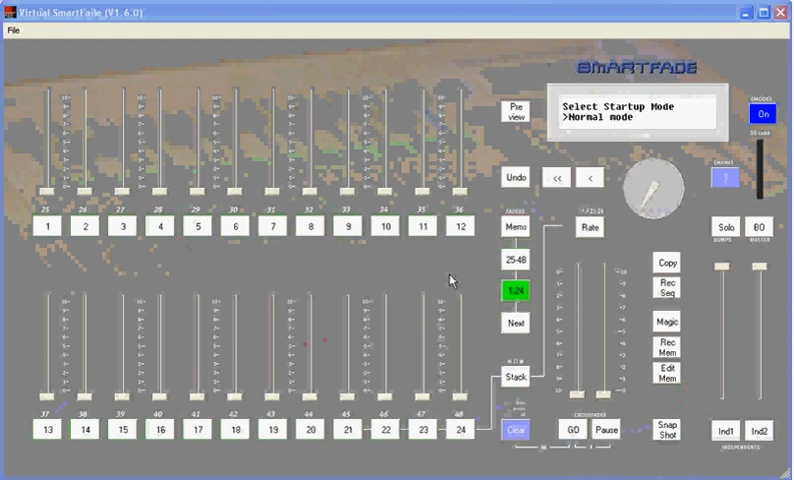 Virtual SmartFade (V1.6.0)
File
SMARTFADE
Pre view
Select Startup Mode
>Normal mode
On
Undo
<<
<
25 26 27 28 29 30 31 32 33 34 35 36
1 2 3 4 5 6 7 8 9 10 11 12
Mems
Rate
Solo
BO
BUMPS
MASTER
25-48
1-24
Next
Copy
Rec Seq
Magic
Rec Mem
Edit Mem
Stack
37 38 39 40 41 42 43 44 45 46 47 48
13 14 15 16 17 18 19 20 21 22 23 24
Clear
CROSSFADER
GO
Pause
Snap Shot
Ind1
Ind2
INDEPENDENTS